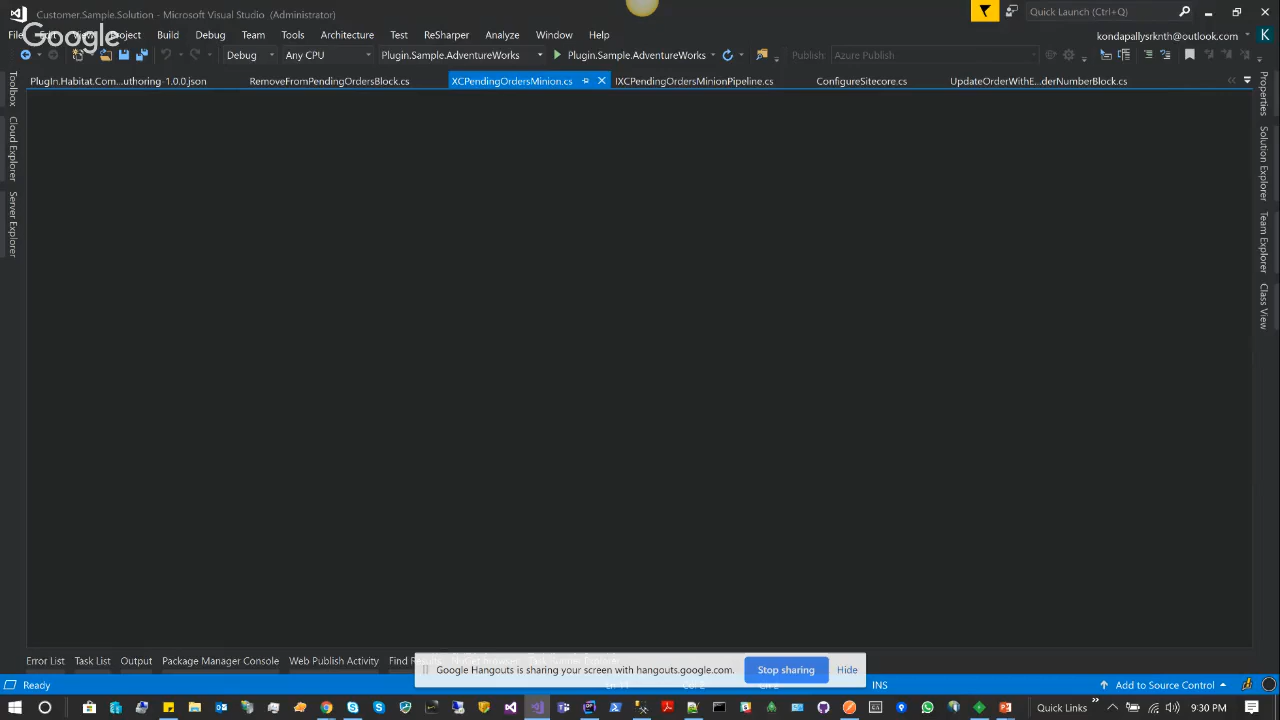 Customer.Sample.Solution - Microsoft Visual Studio (Administrator)
Quick Launch (Ctrl+Q)
Google
Project Build Debug Team Tools Architecture Test ReSharper Analyze Window Help
kondapallysrknth@outlook.com K
Debug Any CPU Plugin.Sample.AdventureWorks Plugin.Sample.AdventureWorks Publish: Azure Publish
PlugIn.Habitat.Com...uthoring-1.0.0.json RemoveFromPendingOrdersBlock.cs XCPendingOrdersMinion.cs IXCPendingOrdersMinionPipeline.cs ConfigureSitecore.cs UpdateOrderWithE...derNumberBlock.cs
Toolbox
Cloud Explorer
Server Explorer
Properties
Solution Explorer
Team Explorer
Class View
Error List Task List Output Package Manager Console Web Publish Activity
Google Hangouts is sharing your screen with hangouts.google.com. Stop sharing Hide
Ready INS Add to Source Control
Quick Links 9:30 PM